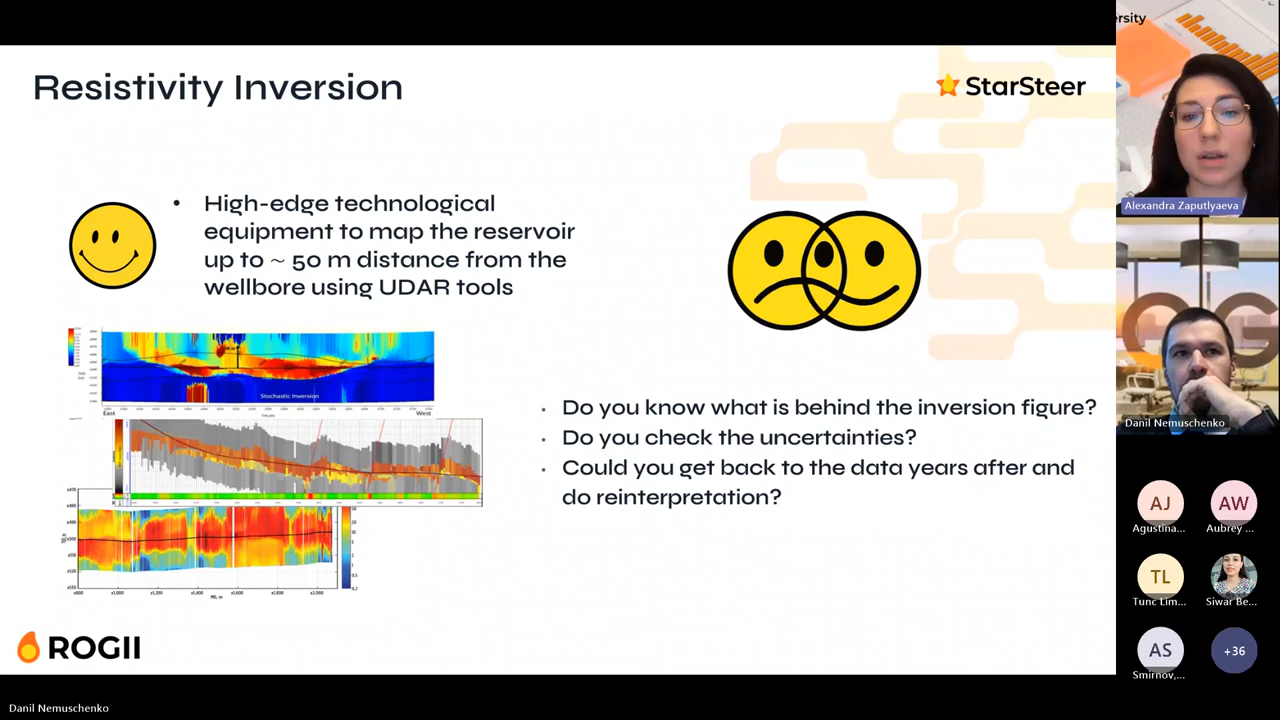 Resistivity Inversion
StarSteer
• High-edge technological
equipment to map the reservoir
up to ~ 50 m distance from the
wellbore using UDAR tools
Stochastic Inversion
East
West
MD, m
• Do you know what is behind the inversion figure?
• Do you check the uncertainties?
• Could you get back to the data years after and
do reinterpretation?
ROGII
Danil Nemuschenko
ersity
Alexandra Zaputlyaeva
OG
Danil Nemuschenko
AJ
AW
Agustina...
Aubrey ...
TL
Tunc Lim...
Siwar Be...
AS
+36
Smirnov,...